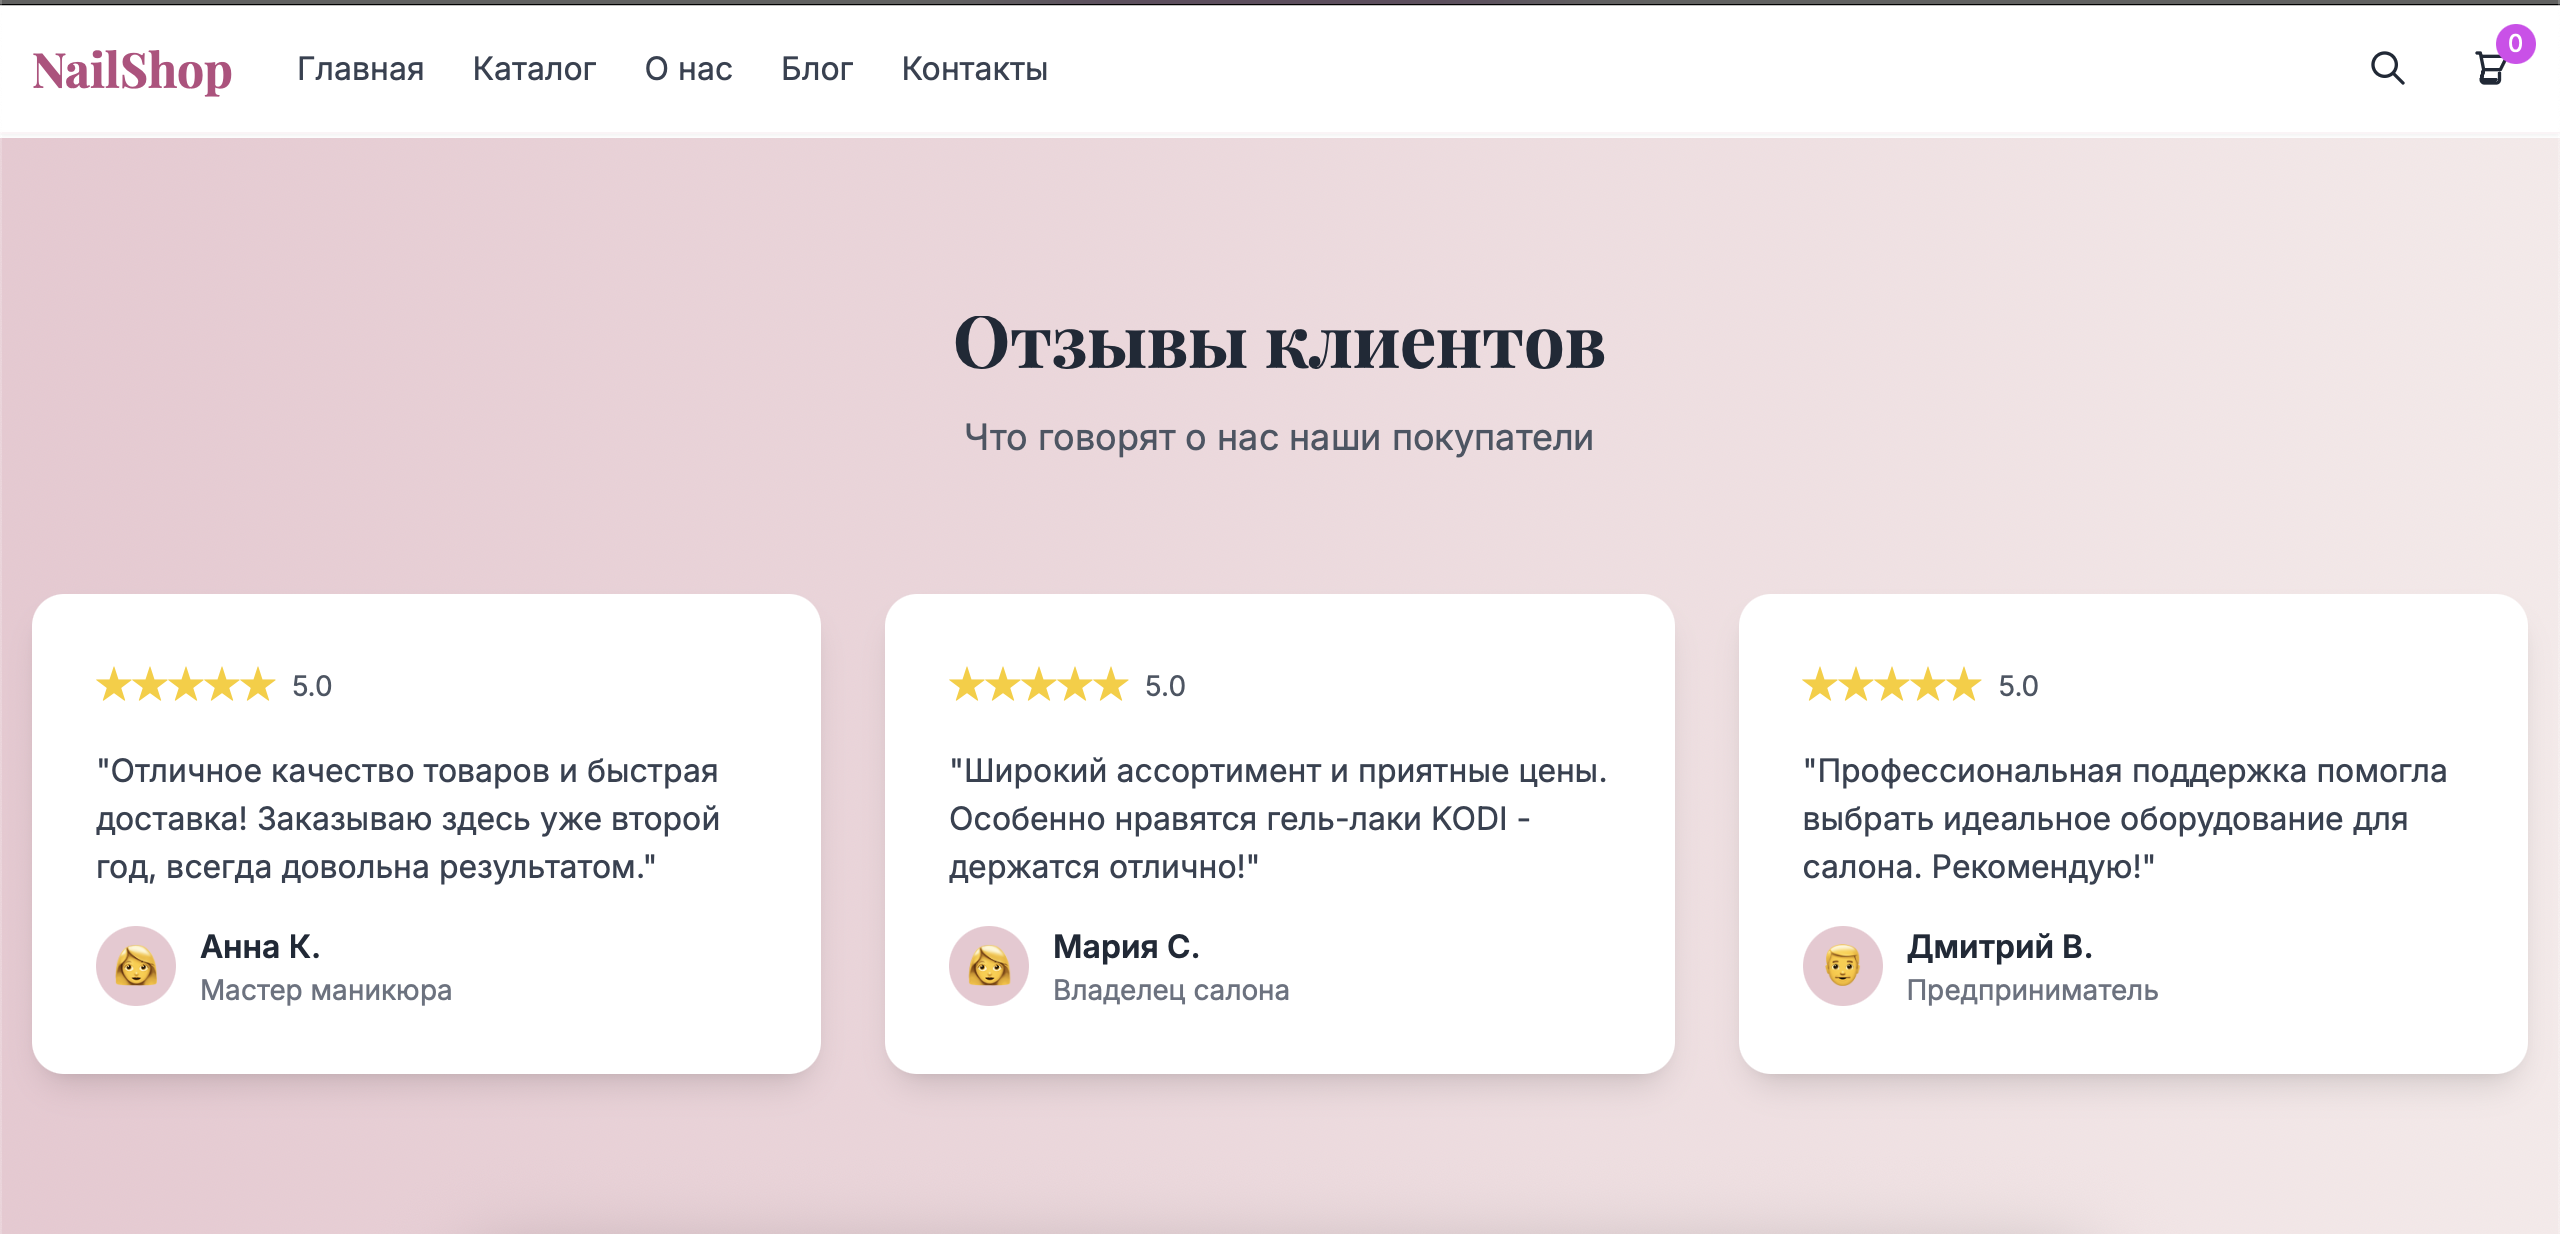 NailShop
Главная
Каталог
О нас
Блог
Контакты
0
Отзывы клиентов
Что говорят о нас наши покупатели
5.0
"Отличное качество товаров и быстрая
доставка! Заказываю здесь уже второй
год, всегда довольна результатом."
Анна К.
Мастер маникюра
5.0
"Широкий ассортимент и приятные цены.
Особенно нравятся гель-лаки KODI -
держатся отлично!"
Мария С.
Владелец салона
5.0
"Профессиональная поддержка помогла
выбрать идеальное оборудование для
салона. Рекомендую!"
Дмитрий В.
Предприниматель